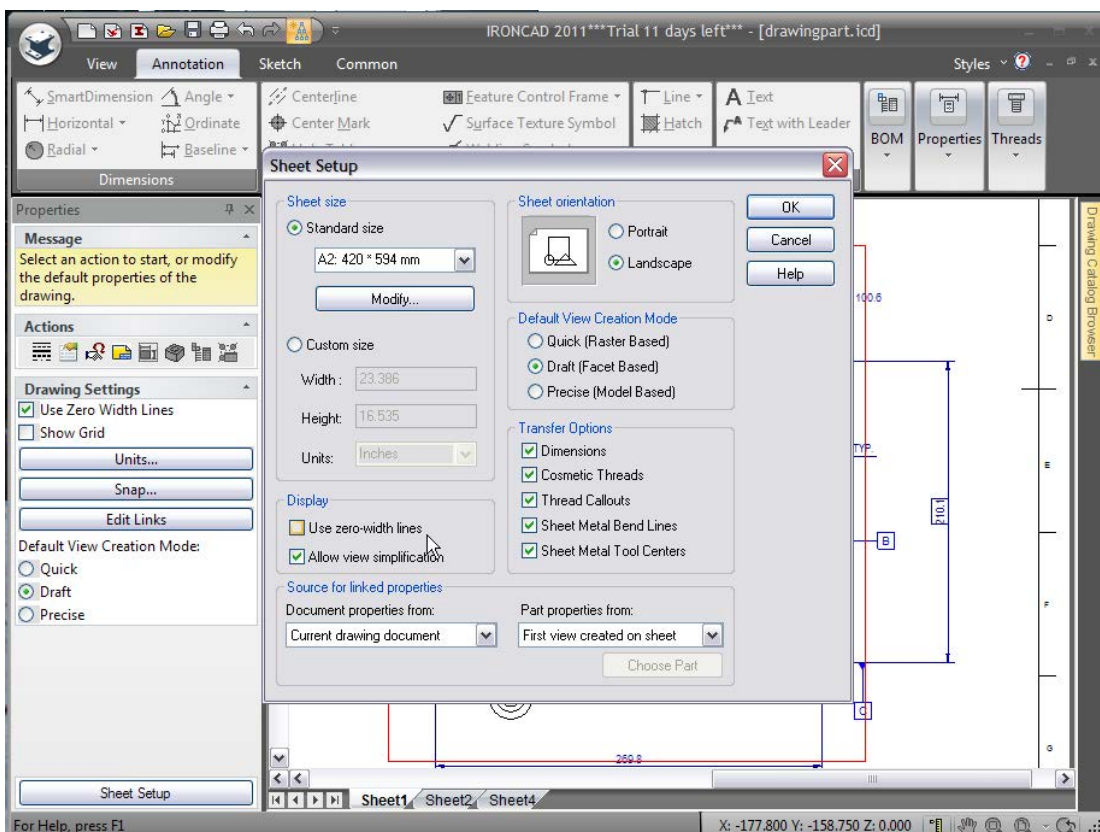 IRONCAD 2011***Trial 11 days left*** - [drawingpart.icd]
View Annotation Sketch Common Styles
SmartDimension Angle Centerline Feature Control Frame Line A Text
Horizontal Ordinate Center Mark Surface Texture Symbol Hatch Text with Leader
Radial Baseline
BOM Properties Threads
Dimensions
Properties
Message
Select an action to start, or modify
the default properties of the
drawing.
Actions
Drawing Settings
Use Zero Width Lines
Show Grid
Units...
Snap...
Edit Links
Default View Creation Mode:
Quick
Draft
Precise
Sheet Setup
Sheet Setup
Sheet size
Standard size
A2: 420 * 594 mm
Modify...
Custom size
Width : 23.386
Height: 16.535
Units: Inches
Display
Use zero-width lines
Allow view simplification
Sheet orientation
Portrait
Landscape
Default View Creation Mode
Quick (Raster Based)
Draft (Facet Based)
Precise (Model Based)
Transfer Options
Dimensions
Cosmetic Threads
Thread Callouts
Sheet Metal Bend Lines
Sheet Metal Tool Centers
OK
Cancel
Help
Source for linked properties
Document properties from:
Current drawing document
Part properties from:
First view created on sheet
Choose Part
100.6
D
TYP.
E
210.1
B
F
C
269.8
G
Drawing Catalog Browser
Sheet1 Sheet2 Sheet4
For Help, press F1
X: -177.800 Y: -158.750 Z: 0.000